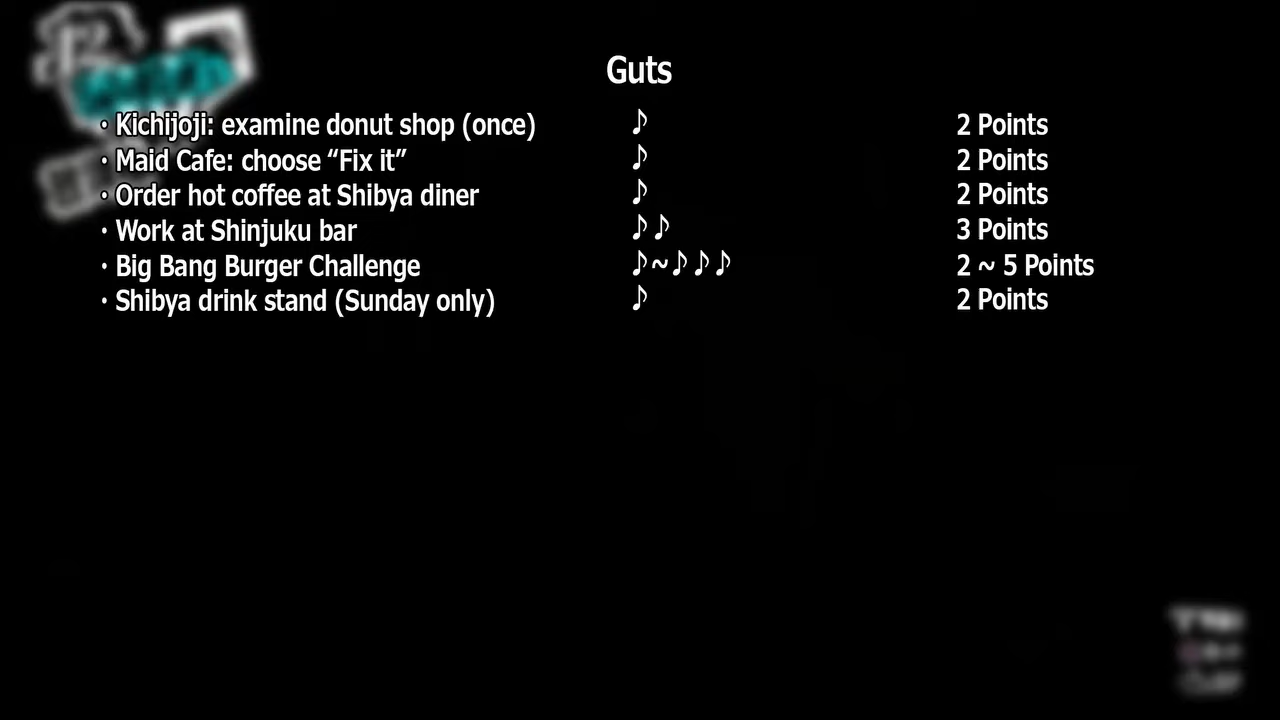 Guts
· Kichijoji: examine donut shop (once) ♪ 2 Points
· Maid Cafe: choose “Fix it” ♪ 2 Points
· Order hot coffee at Shibya diner ♪ 2 Points
· Work at Shinjuku bar ♪♪ 3 Points
· Big Bang Burger Challenge ♪~♪♪♪ 2 ~ 5 Points
· Shibya drink stand (Sunday only) ♪ 2 Points